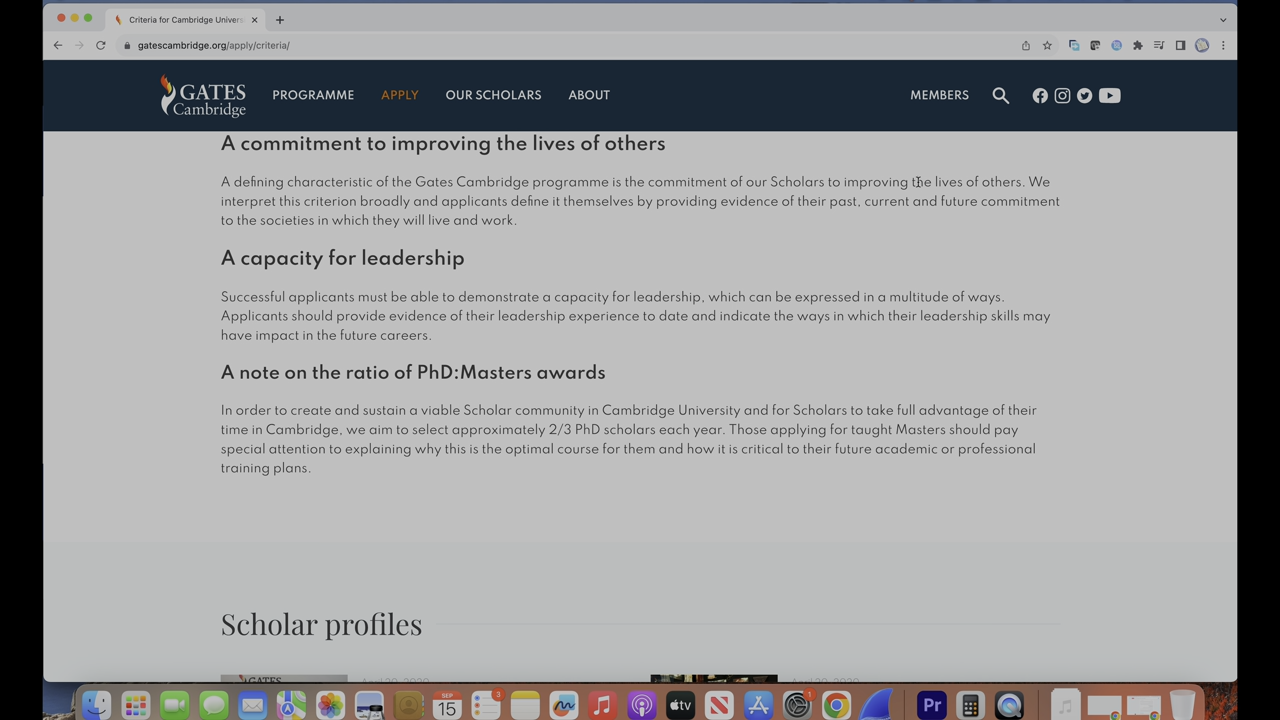 Criteria for Cambridge Univers
gatescambridge.org/apply/criteria/
GATES
Cambridge
PROGRAMME
APPLY
OUR SCHOLARS
ABOUT
MEMBERS
A commitment to improving the lives of others
A defining characteristic of the Gates Cambridge programme is the commitment of our Scholars to improving the lives of others. We
interpret this criterion broadly and applicants define it themselves by providing evidence of their past, current and future commitment
to the societies in which they will live and work.
A capacity for leadership
Successful applicants must be able to demonstrate a capacity for leadership, which can be expressed in a multitude of ways.
Applicants should provide evidence of their leadership experience to date and indicate the ways in which their leadership skills may
have impact in the future careers.
A note on the ratio of PhD:Masters awards
In order to create and sustain a viable Scholar community in Cambridge University and for Scholars to take full advantage of their
time in Cambridge, we aim to select approximately 2/3 PhD scholars each year. Those applying for taught Masters should pay
special attention to explaining why this is the optimal course for them and how it is critical to their future academic or professional
training plans.
Scholar profiles
GATES
SEP
15
3
tv
1
Pr